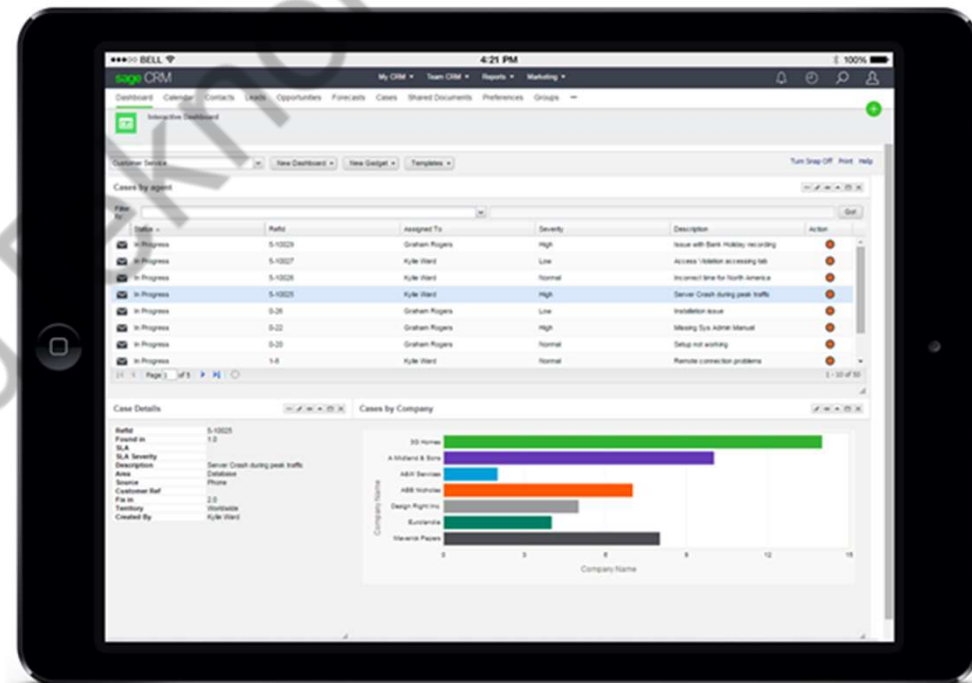 ●●●○○ BELL 4:21 PM 100%
sage CRM My CRM Team CRM Reports Marketing
Dashboard Calendar Contacts Leads Opportunities Forecasts Cases Shared Documents Preferences Groups
Interactive Dashboard
Customer Service New Dashboard New Gadget Templates Turn Snap Off Print Help
Cases by agent
Filter by: Go!
Status RefId Assigned To Severity Description Action
In Progress 5-10029 Graham Rogers High Issue with Bank Holiday recording
In Progress 5-10027 Kylie Ward Low Access Violation accessing tab
In Progress 5-10026 Kylie Ward Normal Incorrect time for North America
In Progress 5-10025 Kylie Ward High Server Crash during peak traffic
In Progress 0-26 Graham Rogers Low Installation issue
In Progress 0-22 Graham Rogers High Missing Sys Admin Manual
In Progress 0-20 Graham Rogers Normal Setup not working
In Progress 1-6 Kylie Ward Normal Remote connection problems
Page 1 of 5 1 - 10 of 50
Case Details
RefId 5-10025
Found in 1.0
SLA
SLA Severity
Description Server Crash during peak traffic
Area Database
Source Phone
Customer Ref
Fix in 2.0
Territory Worldwide
Created By Kylie Ward
Cases by Company
Company Name
3G Homes
A Midland & Sons
A&W Services
ABB Nicholas
Design Right Inc.
Eurolandia
Maverick Papers
0 3 6 9 12 15
Company Name